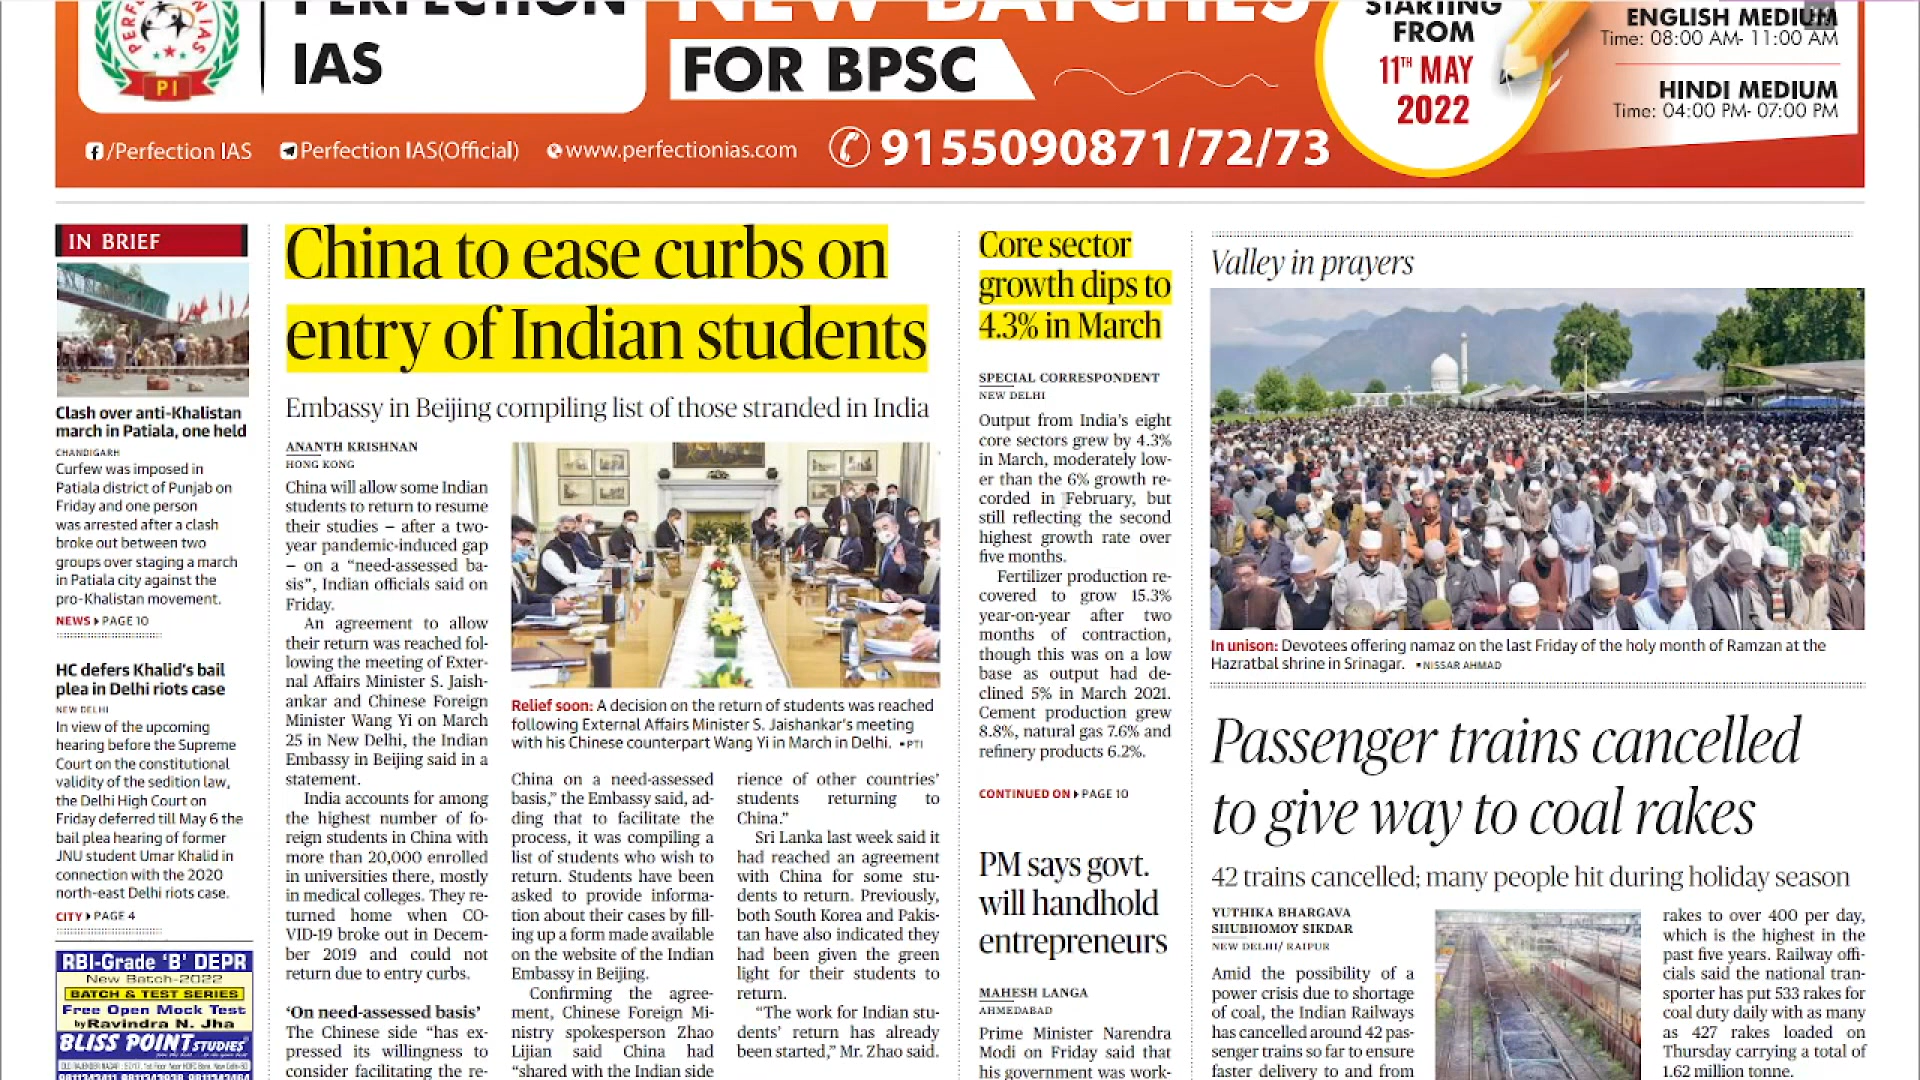 PERFECTION
IAS
PERFECTION IAS
PI
NEW BATCHES
FOR BPSC
STARTING
FROM
11TH MAY
2022
ENGLISH MEDIUM
Time: 08:00 AM- 11:00 AM
HINDI MEDIUM
Time: 04:00 PM- 07:00 PM
/Perfection IAS
Perfection IAS(Official)
www.perfectionias.com
9155090871/72/73
IN BRIEF
Clash over anti-Khalistan
march in Patiala, one held
CHANDIGARH
Curfew was imposed in
Patiala district of Punjab on
Friday and one person
was arrested after a clash
broke out between two
groups over staging a march
in Patiala city against the
pro-Khalistan movement.
NEWS PAGE 10
HC defers Khalid's bail
plea in Delhi riots case
NEW DELHI
In view of the upcoming
hearing before the Supreme
Court on the constitutional
validity of the sedition law,
the Delhi High Court on
Friday deferred till May 6 the
bail plea hearing of former
JNU student Umar Khalid in
connection with the 2020
north-east Delhi riots case.
CITY PAGE 4
RBI-Grade 'B' DEPR
New Batch-2022
BATCH & TEST SERIES
Free Open Mock Test
by Ravindra N. Jha
BLISS POINT STUDIES
China to ease curbs on
entry of Indian students
Embassy in Beijing compiling list of those stranded in India
ANANTH KRISHNAN
HONG KONG
China will allow some Indian
students to return to resume
their studies – after a two-
year pandemic-induced gap
– on a “need-assessed ba-
sis”, Indian officials said on
Friday.
An agreement to allow
their return was reached fol-
lowing the meeting of Exter-
nal Affairs Minister S. Jaish-
ankar and Chinese Foreign
Minister Wang Yi on March
25 in New Delhi, the Indian
Embassy in Beijing said in a
statement.
India accounts for among
the highest number of fo-
reign students in China with
more than 20,000 enrolled
in universities there, mostly
in medical colleges. They re-
turned home when CO-
VID-19 broke out in Decem-
ber 2019 and could not
return due to entry curbs.
‘On need-assessed basis’
The Chinese side “has ex-
pressed its willingness to
consider facilitating the re-
Relief soon: A decision on the return of students was reached
following External Affairs Minister S. Jaishankar's meeting
with his Chinese counterpart Wang Yi in March in Delhi. PTI
China on a need-assessed
basis,” the Embassy said, ad-
ding that to facilitate the
process, it was compiling a
list of students who wish to
return. Students have been
asked to provide informa-
tion about their cases by fill-
ing up a form made available
on the website of the Indian
Embassy in Beijing.
Confirming the agree-
ment, Chinese Foreign Mi-
nistry spokesperson Zhao
Lijian said China had
“shared with the Indian side
rience of other countries’
students returning to
China.”
Sri Lanka last week said it
had reached an agreement
with China for some stu-
dents to return. Previously,
both South Korea and Pakis-
tan have also indicated they
had been given the green
light for their students to
return.
“The work for Indian stu-
dents’ return has already
been started,” Mr. Zhao said.
Core sector
growth dips to
4.3% in March
SPECIAL CORRESPONDENT
NEW DELHI
Output from India’s eight
core sectors grew by 4.3%
in March, moderately low-
er than the 6% growth re-
corded in February, but
still reflecting the second
highest growth rate over
five months.
Fertilizer production re-
covered to grow 15.3%
year-on-year after two
months of contraction,
though this was on a low
base as output had de-
clined 5% in March 2021.
Cement production grew
8.8%, natural gas 7.6% and
refinery products 6.2%.
CONTINUED ON PAGE 10
PM says govt.
will handhold
entrepreneurs
MAHESH LANGA
AHMEDABAD
Prime Minister Narendra
Modi on Friday said that
his government was work-
Valley in prayers
In unison: Devotees offering namaz on the last Friday of the holy month of Ramzan at the
Hazratbal shrine in Srinagar. NISSAR AHMAD
Passenger trains cancelled
to give way to coal rakes
42 trains cancelled; many people hit during holiday season
YUTHIKA BHARGAVA
SHUBHOMOY SIKDAR
NEW DELHI/ RAIPUR
Amid the possibility of a
power crisis due to shortage
of coal, the Indian Railways
has cancelled around 42 pas-
senger trains so far to ensure
faster delivery to and from
rakes to over 400 per day,
which is the highest in the
past five years. Railway offi-
cials said the national tran-
sporter has put 533 rakes for
coal duty daily with as many
as 427 rakes loaded on
Thursday carrying a total of
1.62 million tonne.